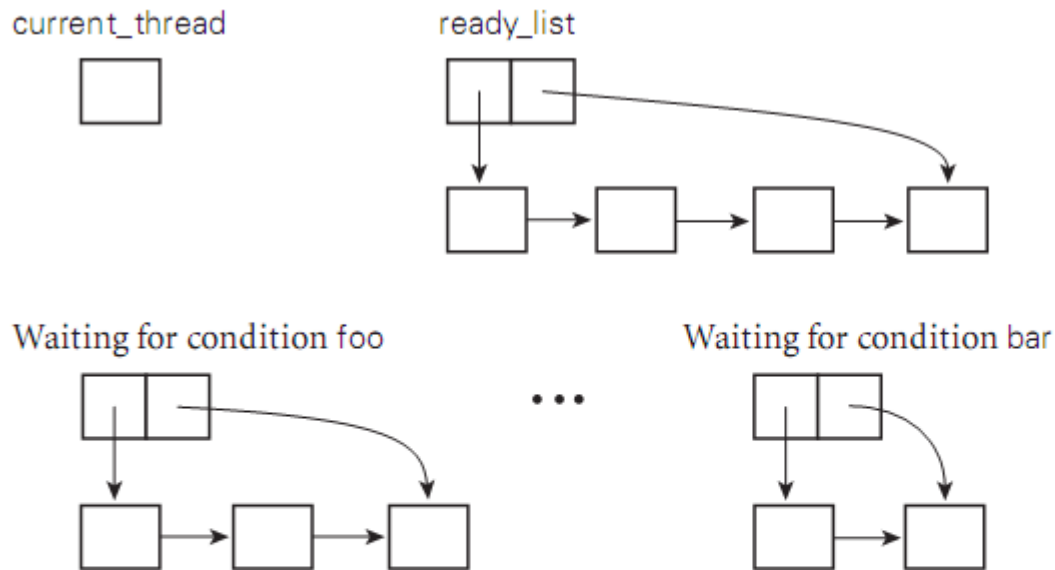 current_thread
ready_list
Waiting for condition foo
Waiting for condition bar